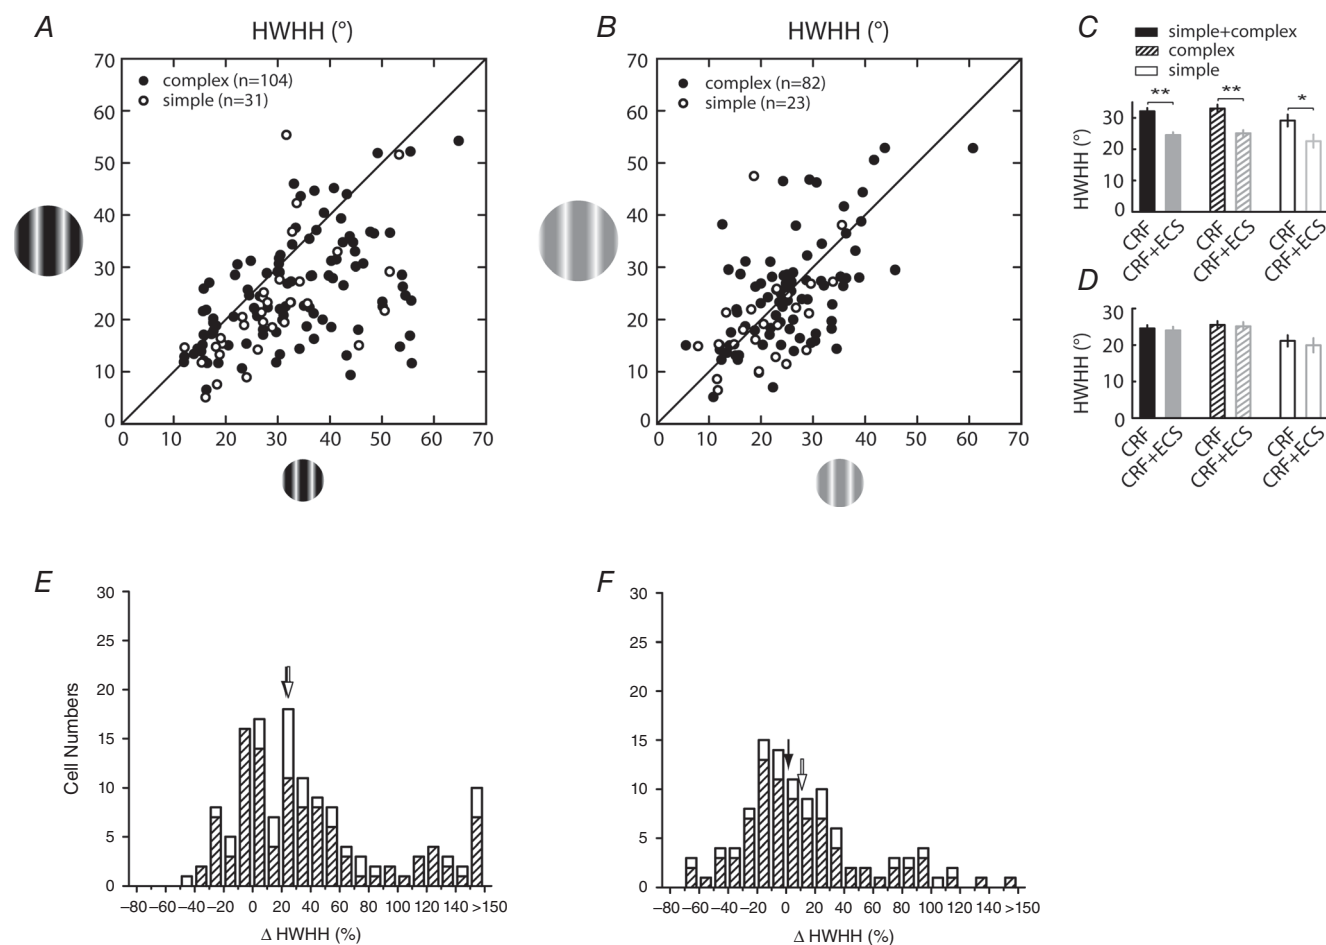 A
HWHH (°)
complex (n=104)
simple (n=31)
70
60
50
40
30
20
10
0
0 10 20 30 40 50 60 70
B
HWHH (°)
complex (n=82)
simple (n=23)
70
60
50
40
30
20
10
0
0 10 20 30 40 50 60 70
C
simple+complex
complex
simple
** ** *
HWHH (°)
30
20
10
0
CRF CRF+ECS CRF CRF+ECS CRF CRF+ECS
D
HWHH (°)
30
20
10
0
CRF CRF+ECS CRF CRF+ECS CRF CRF+ECS
E
Cell Numbers
30
25
20
15
10
5
0
−80 −60 −40 −20 0 20 40 60 80 100 120 140 >150
Δ HWHH (%)
F
30
25
20
15
10
5
0
−80 −60 −40 −20 0 20 40 60 80 100 120 140 >150
Δ HWHH (%)